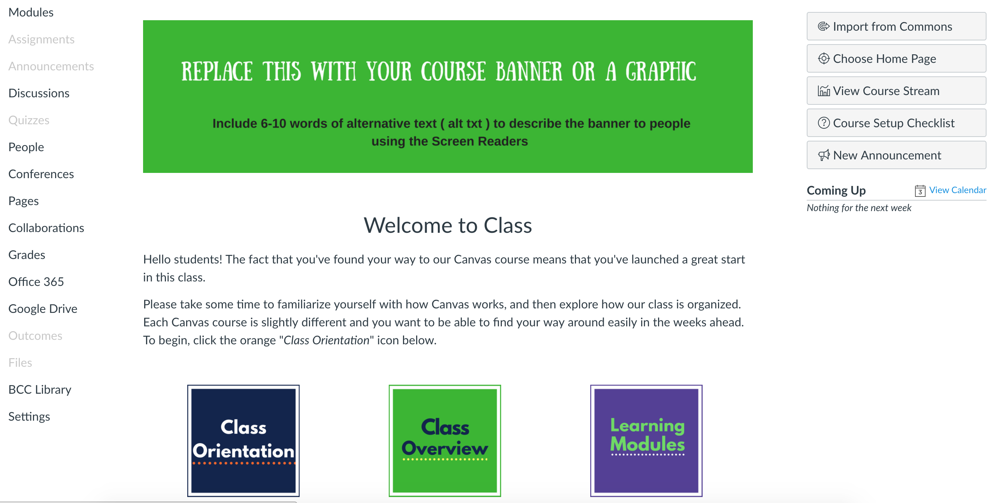 Modules
Assignments
Announcements
Discussions
Quizzes
People
Conferences
Pages
Collaborations
Grades
Office 365
Google Drive
Outcomes
Files
BCC Library
Settings
REPLACE THIS WITH YOUR COURSE BANNER OR A GRAPHIC
Include 6-10 words of alternative text ( alt txt ) to describe the banner to people
using the Screen Readers
Welcome to Class
Hello students! The fact that you've found your way to our Canvas course means that you've launched a great start
in this class.
Please take some time to familiarize yourself with how Canvas works, and then explore how our class is organized.
Each Canvas course is slightly different and you want to be able to find your way around easily in the weeks ahead.
To begin, click the orange "Class Orientation" icon below.
Class
Orientation
Class
Overview
Learning
Modules
Import from Commons
Choose Home Page
View Course Stream
Course Setup Checklist
New Announcement
Coming Up
3 View Calendar
Nothing for the next week